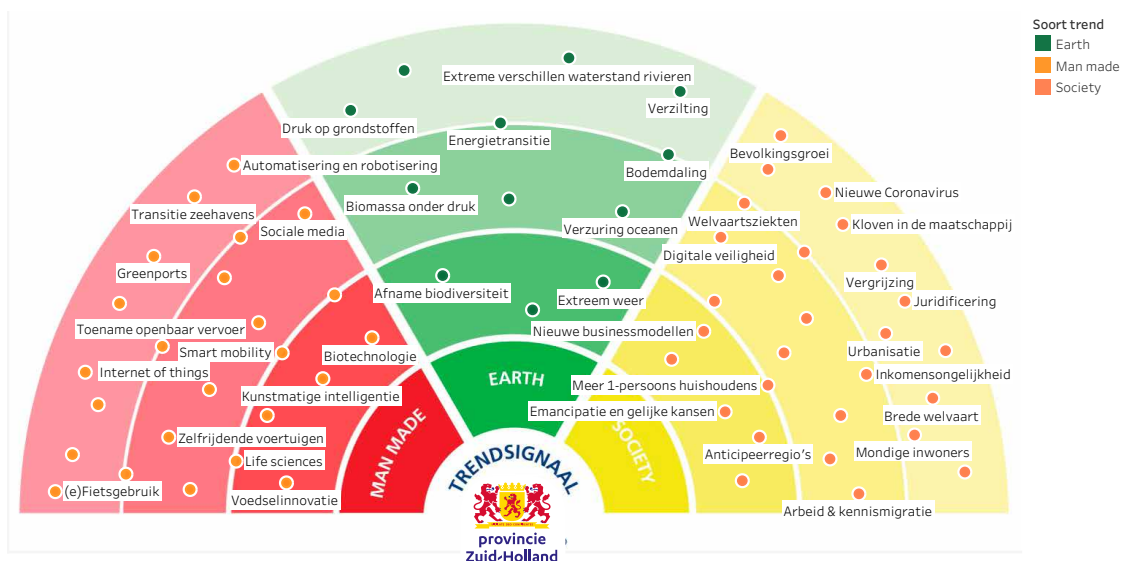 Soort trend
Earth
Man made
Society
Extreme verschillen waterstand rivieren
Verzilting
Druk op grondstoffen
Energietransitie
Bodemdaling
Biomassa onder druk
Verzuring oceanen
Afname biodiversiteit
Extreem weer
EARTH
Automatisering en robotisering
Transitie zeehavens
Sociale media
Greenports
Toename openbaar vervoer
Smart mobility
Biotechnologie
Internet of things
Kunstmatige intelligentie
Zelfrijdende voertuigen
Life sciences
(e)Fietsgebruik
Voedselinnovatie
MAN MADE
Bevolkingsgroei
Nieuwe Coronavirus
Welvaartsziekten
Kloven in de maatschappij
Digitale veiligheid
Vergrijzing
Juridificering
Nieuwe businessmodellen
Urbanisatie
Meer 1-persoons huishoudens
Inkomensongelijkheid
Emancipatie en gelijke kansen
Brede welvaart
Anticipeerregio's
Mondige inwoners
Arbeid & kennismigratie
SOCIETY
TRENDSIGNAAL
provincie
Zuid-Holland